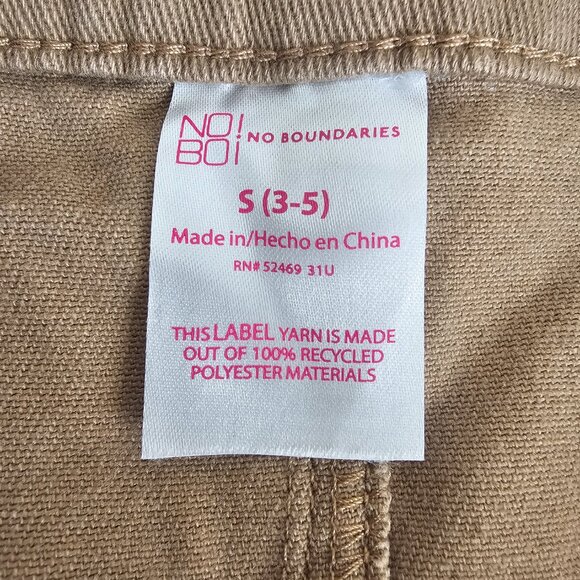 NO!
BO! NO BOUNDARIES
S (3-5)
Made in/Hecho en China
RN# 52469 31U
THIS LABEL YARN IS MADE
OUT OF 100% RECYCLED
POLYESTER MATERIALS